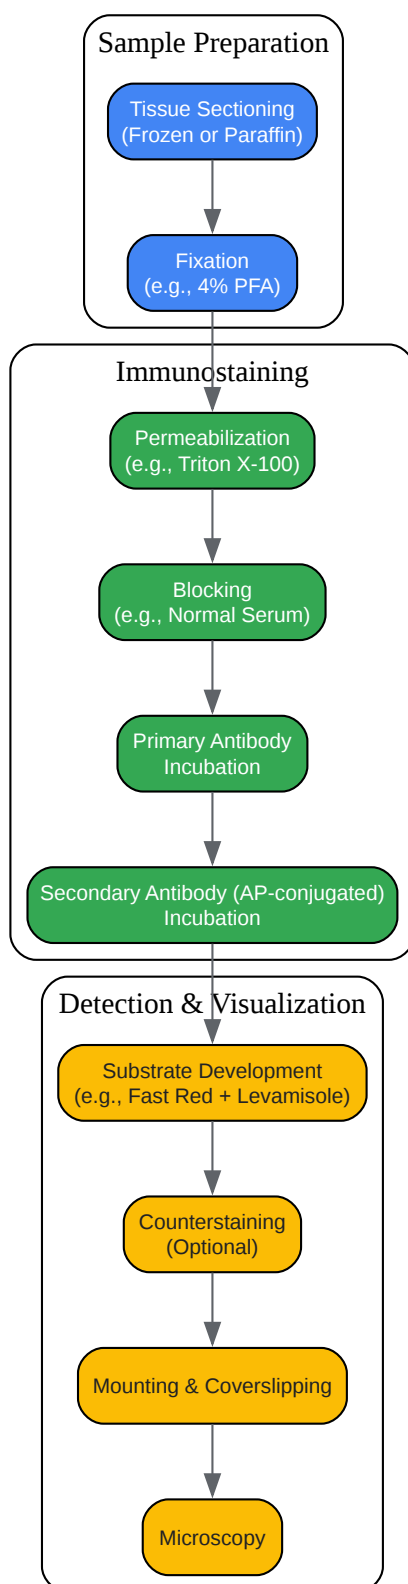 Sample Preparation
Tissue Sectioning
(Frozen or Paraffin)
Fixation
(e.g., 4% PFA)
Immunostaining
Permeabilization
(e.g., Triton X-100)
Blocking
(e.g., Normal Serum)
Primary Antibody
Incubation
Secondary Antibody (AP-conjugated)
Incubation
Detection & Visualization
Substrate Development
(e.g., Fast Red + Levamisole)
Counterstaining
(Optional)
Mounting & Coverslipping
Microscopy